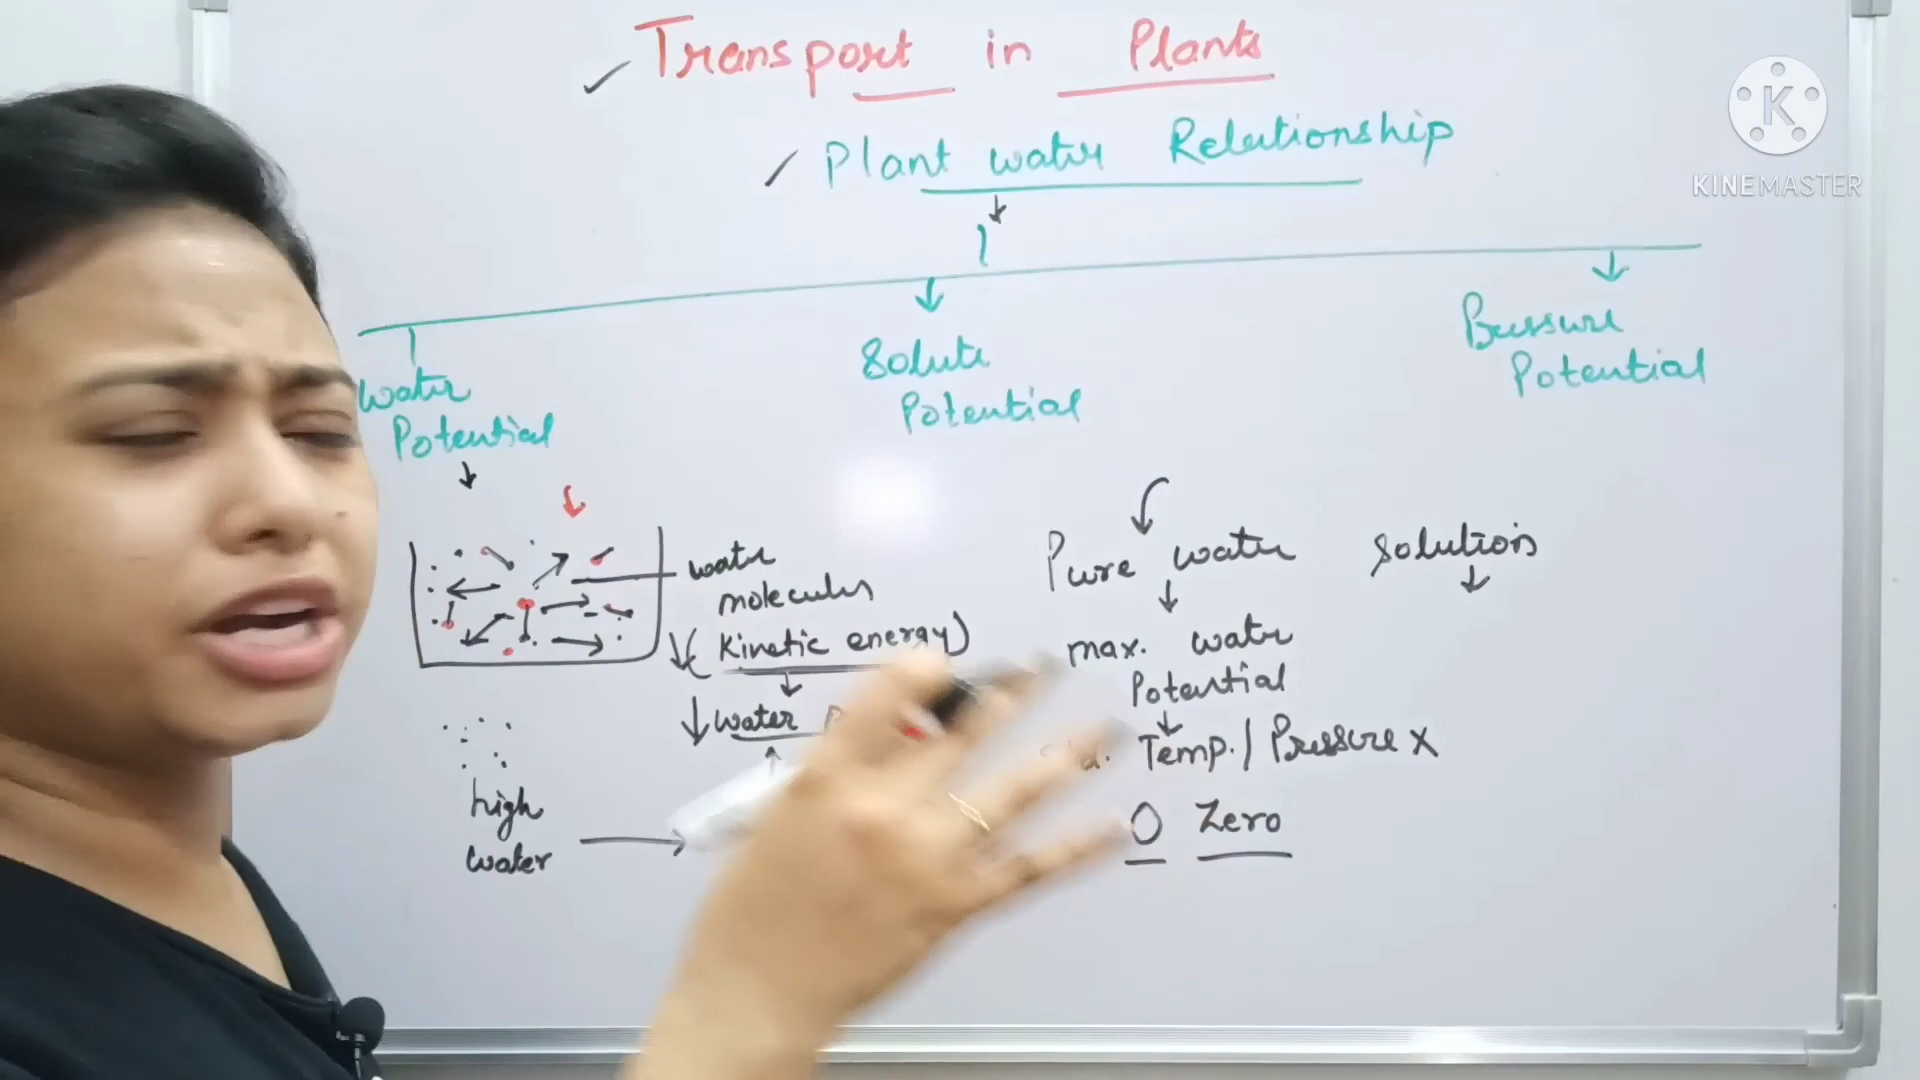 Transport in Plants
Plant water Relationship
Water
Potential
Solute
Potential
Pressure
Potential
water
molecules
(Kinetic energy)
water
high
water
Pure water
max. water
Potential
Temp. / Pressure x
0 Zero
Solutions
K
KINEMASTER